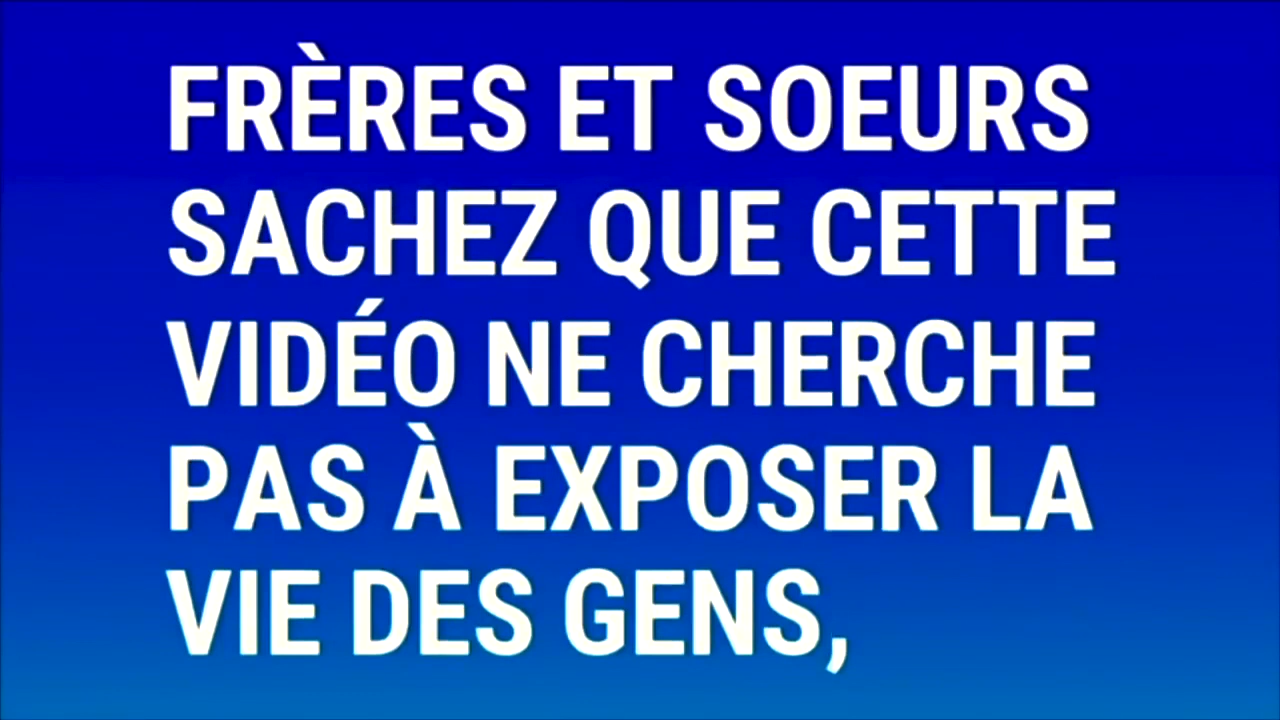 FRÈRES ET SOEURS
SACHEZ QUE CETTE
VIDÉO NE CHERCHE
PAS À EXPOSER LA
VIE DES GENS,